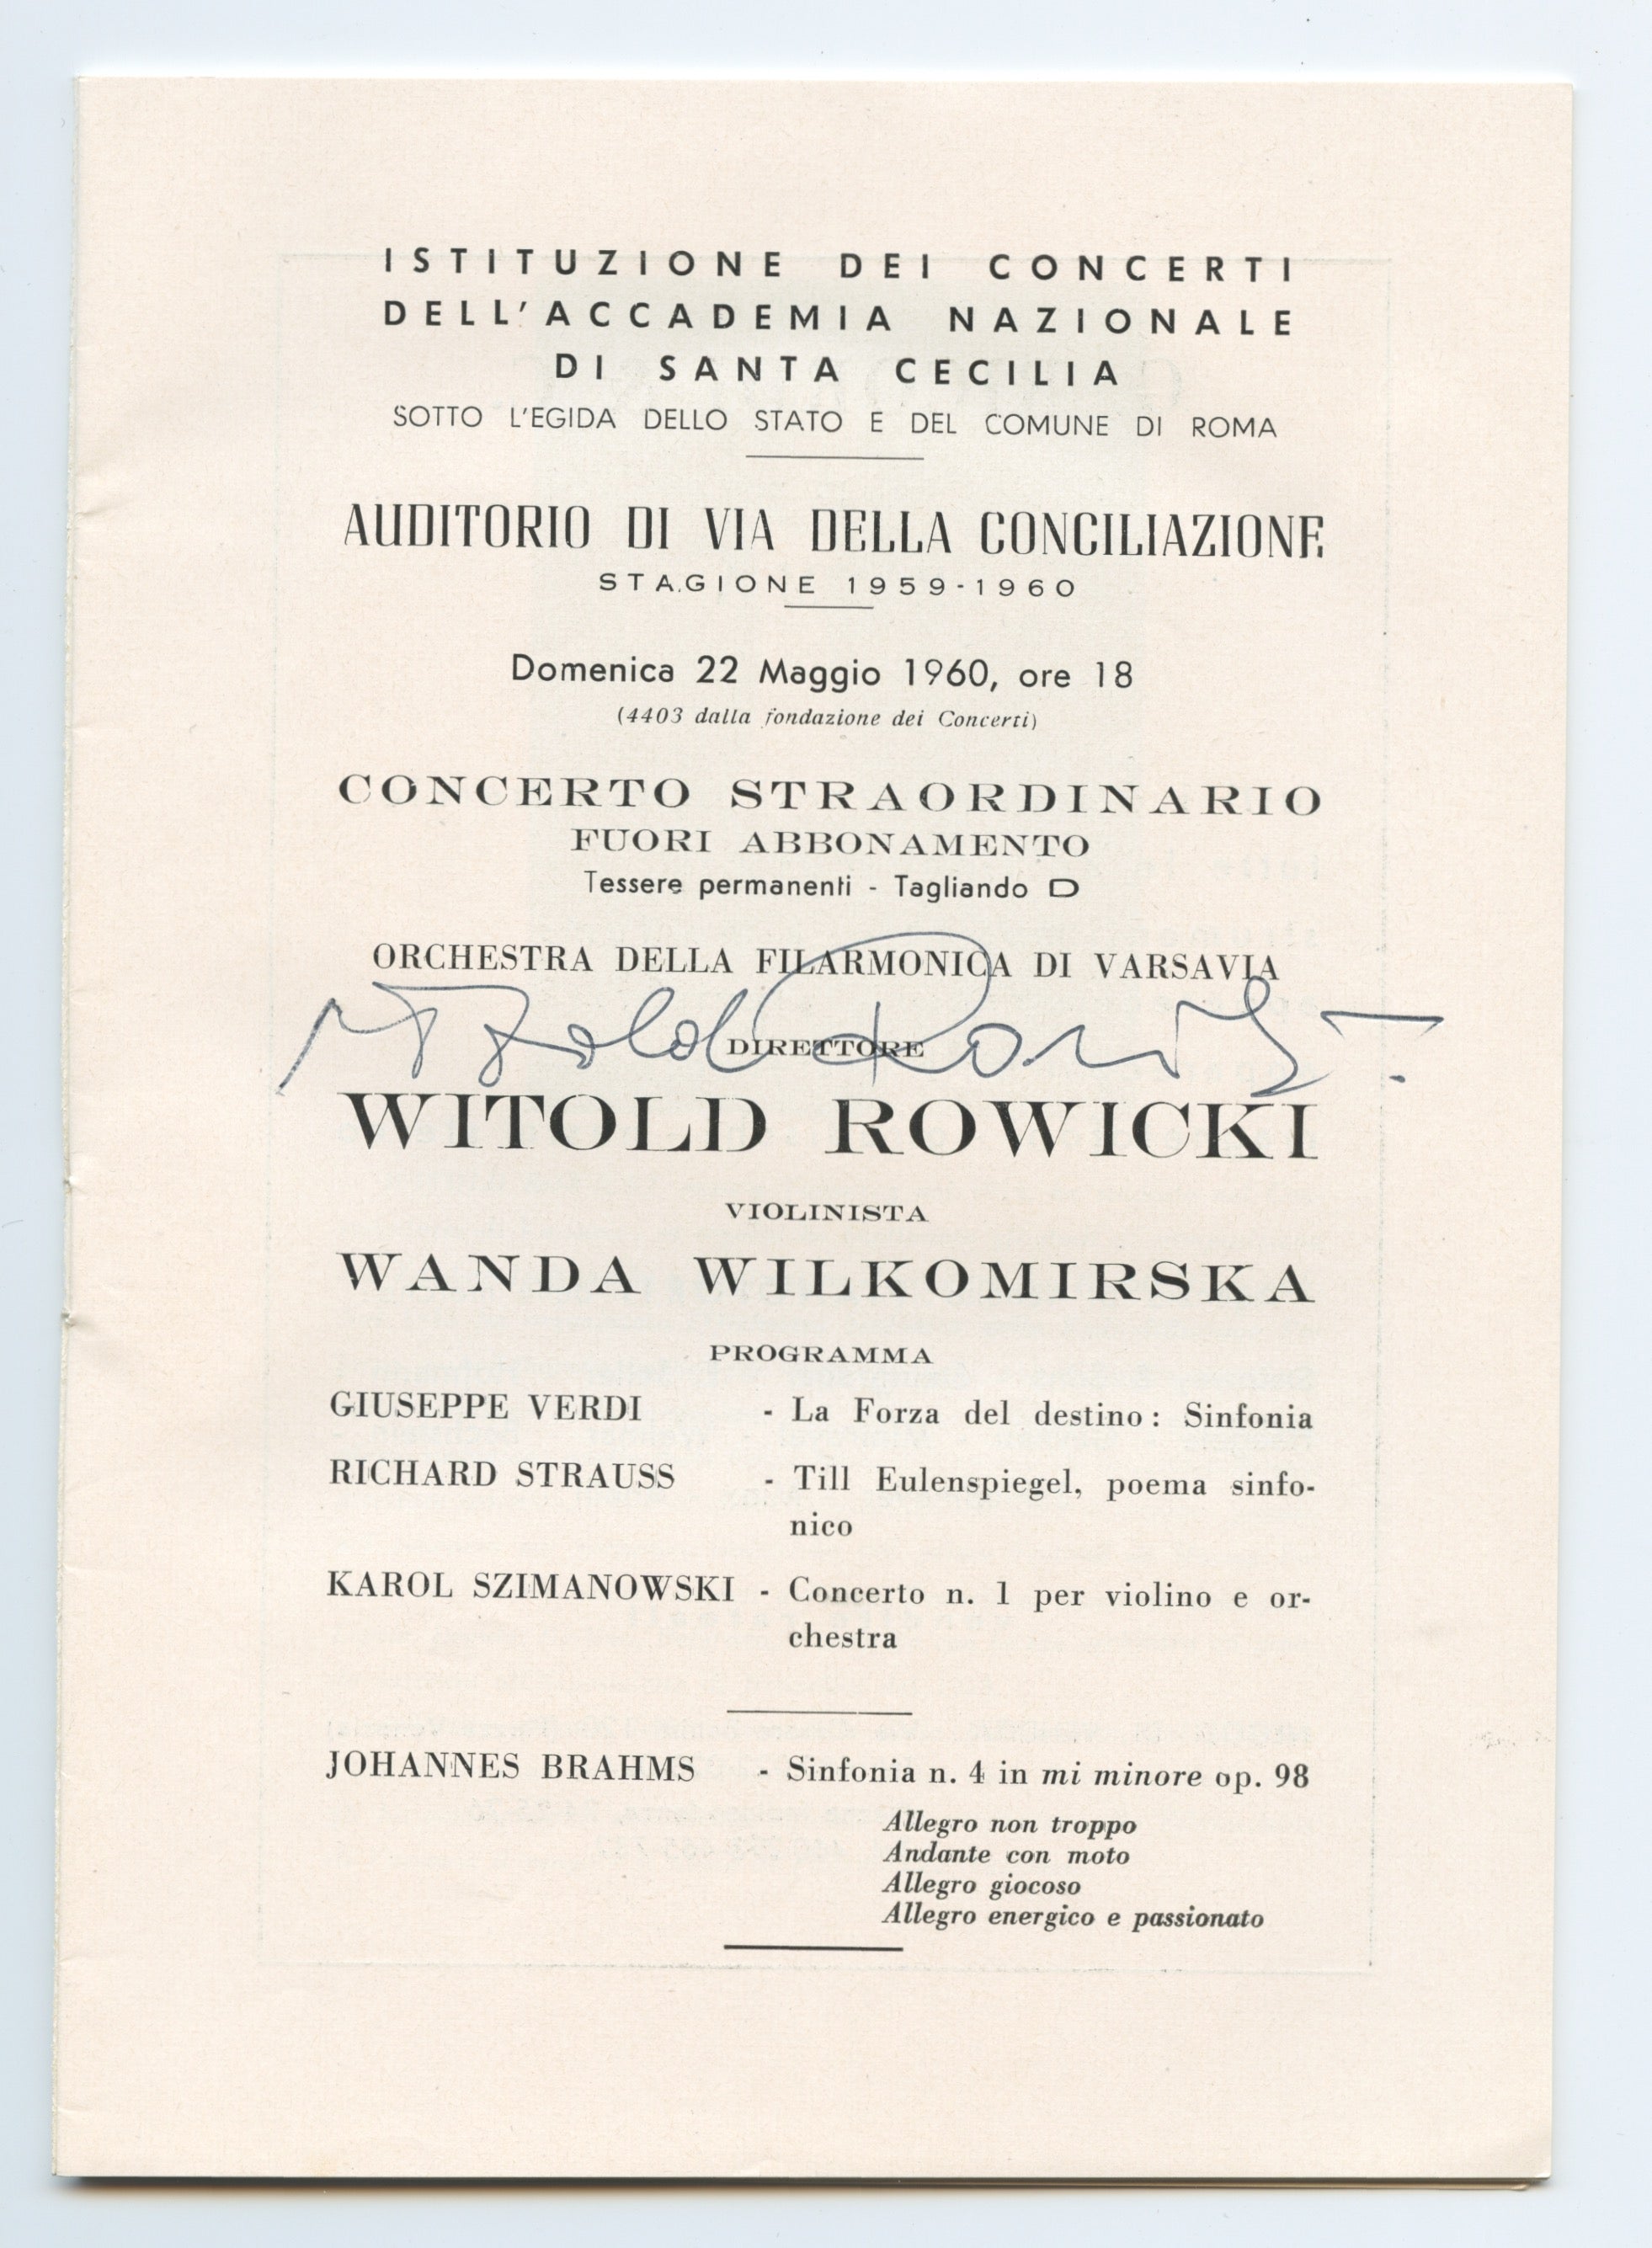 ISTITUZIONE DEI CONCERTI
DELL'ACCADEMIA NAZIONALE
DI SANTA CECILIA
SOTTO L'EGIDA DELLO STATO E DEL COMUNE DI ROMA
AUDITORIO DI VIA DELLA CONCILIAZIONE
STAGIONE 1959-1960
Domenica 22 Maggio 1960, ore 18
(4403 dalla fondazione dei Concerti)
CONCERTO STRAORDINARIO
FUORI ABBONAMENTO
Tessere permanenti - Tagliando D
ORCHESTRA DELLA FILARMONICA DI VARSAVIA
Witold Rowicki
DIRETTORE
WITOLD ROWICKI
VIOLINISTA
WANDA WILKOMIRSKA
PROGRAMMA
GIUSEPPE VERDI - La Forza del destino: Sinfonia
RICHARD STRAUSS - Till Eulenspiegel, poema sinfo-
nico
KAROL SZIMANOWSKI - Concerto n. 1 per violino e or-
chestra
JOHANNES BRAHMS - Sinfonia n. 4 in mi minore op. 98
Allegro non troppo
Andante con moto
Allegro giocoso
Allegro energico e passionato